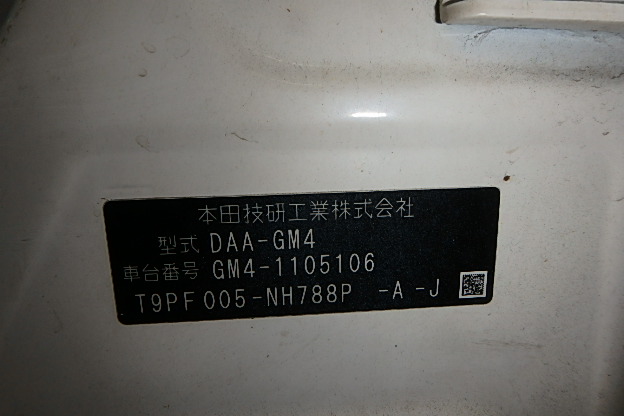 本田技研工業株式会社
型式 DAA-GM4
車台番号 GM4-1105106
T9PF005-NH788P -A -J